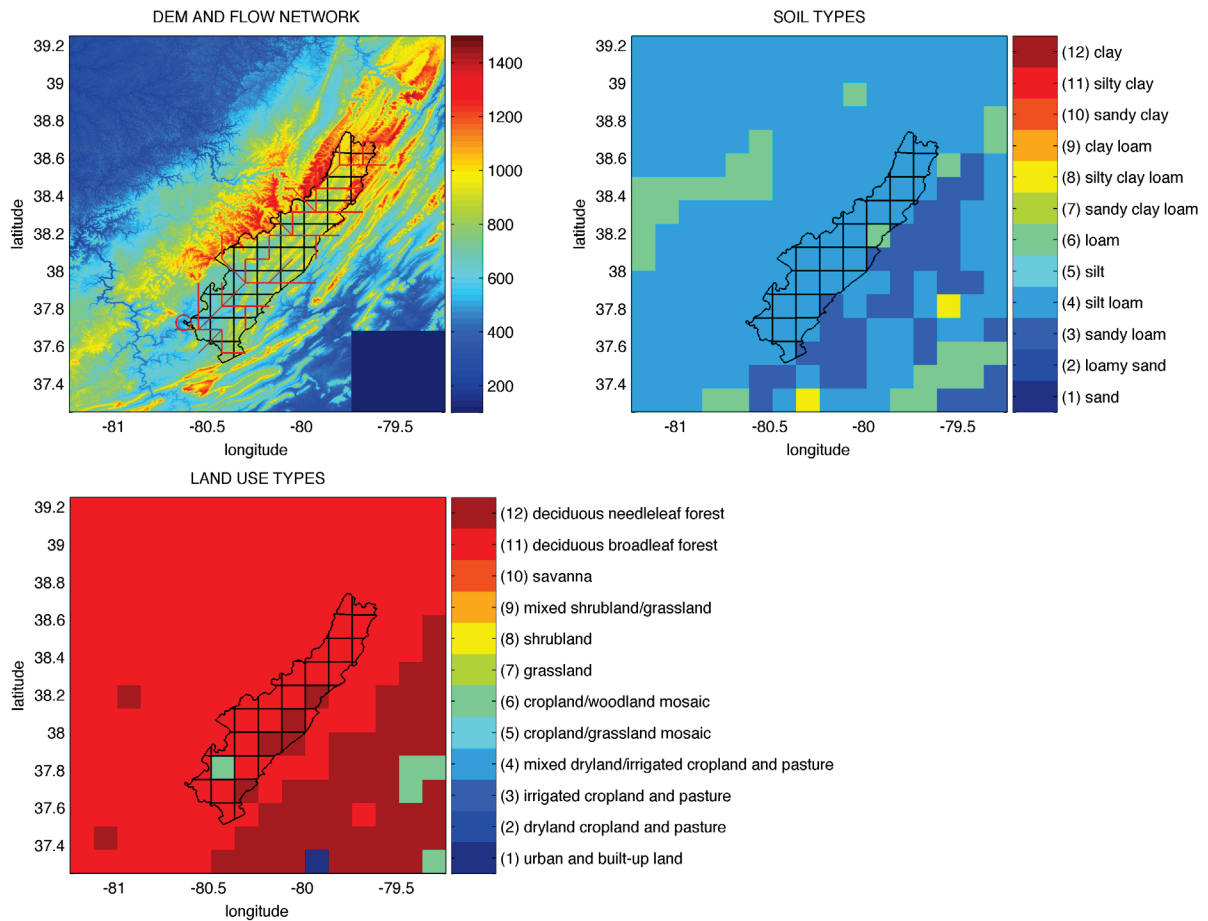 DEM AND FLOW NETWORK
39.2
39
38.8
38.6
38.4
38.2
38
37.8
37.6
37.4
latitude
-81
-80.5
-80
-79.5
longitude
1400
1200
1000
800
600
400
200
SOIL TYPES
39.2
39
38.8
38.6
38.4
38.2
38
37.8
37.6
37.4
latitude
-81
-80.5
-80
-79.5
longitude
(12) clay
(11) silty clay
(10) sandy clay
(9) clay loam
(8) silty clay loam
(7) sandy clay loam
(6) loam
(5) silt
(4) silt loam
(3) sandy loam
(2) loamy sand
(1) sand
LAND USE TYPES
39.2
39
38.8
38.6
38.4
38.2
38
37.8
37.6
37.4
latitude
-81
-80.5
-80
-79.5
longitude
(12) deciduous needleleaf forest
(11) deciduous broadleaf forest
(10) savanna
(9) mixed shrubland/grassland
(8) shrubland
(7) grassland
(6) cropland/woodland mosaic
(5) cropland/grassland mosaic
(4) mixed dryland/irrigated cropland and pasture
(3) irrigated cropland and pasture
(2) dryland cropland and pasture
(1) urban and built-up land